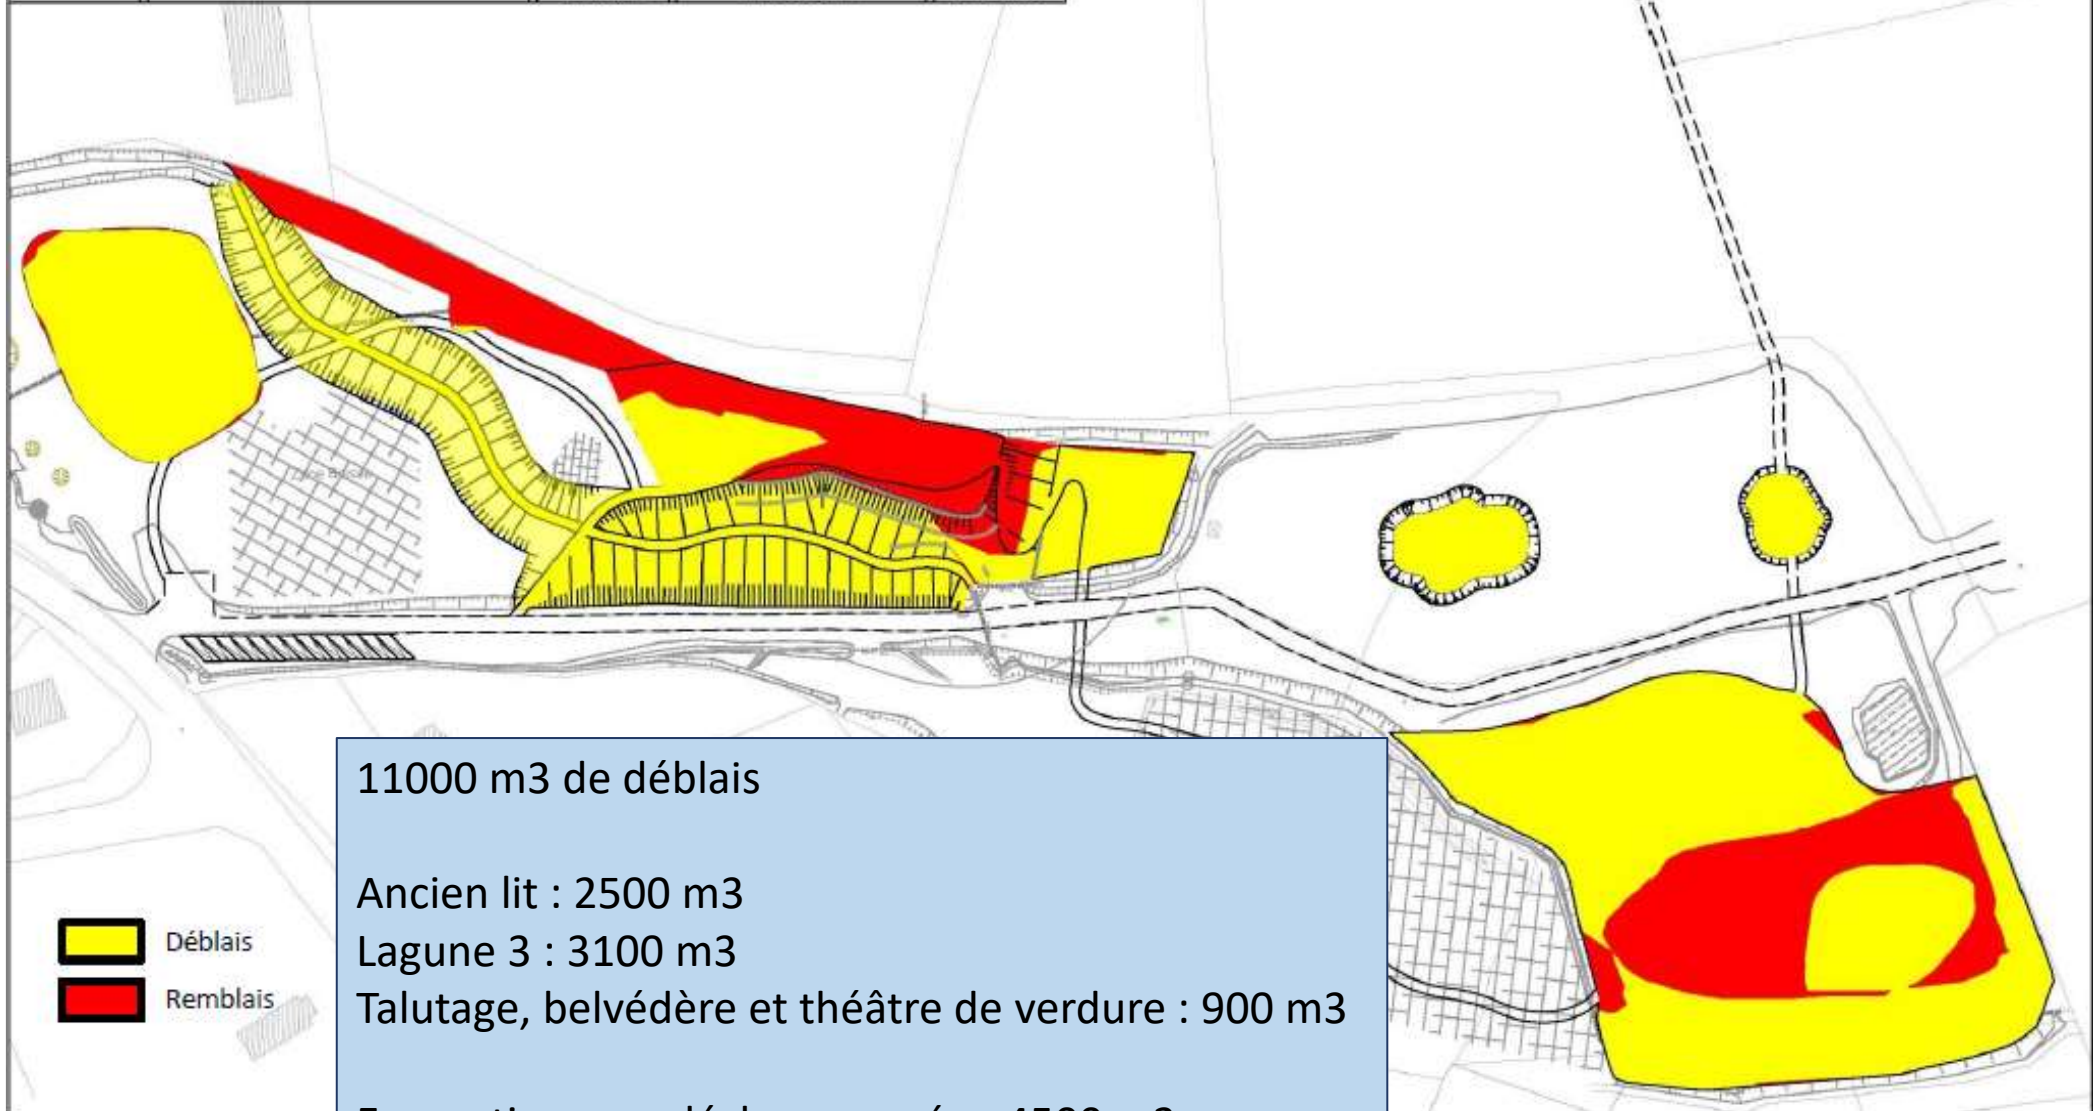 11000 m3 de déblais
Ancien lit : 2500 m3
Lagune 3 : 3100 m3
Talutage, belvédère et théâtre de verdure : 900 m3
Déblais
Remblais